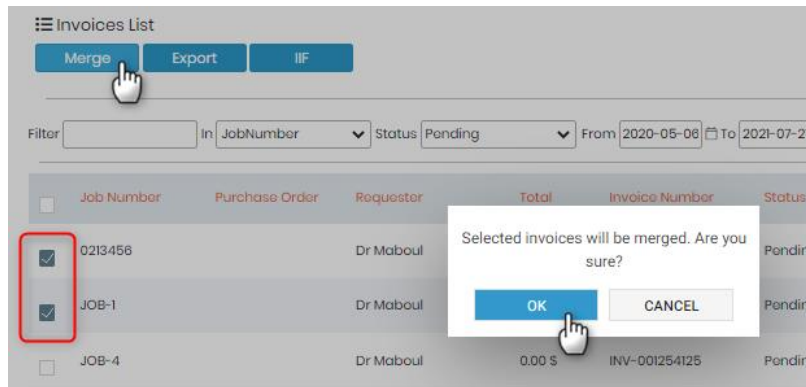 Invoices List
Merge Export IIF
Filter In JobNumber Status Pending From 2020-05-06 To 2021-07-2
Job Number Purchase Order Requester Total Invoice Number Status
Selected invoices will be merged. Are you
sure?
0213456 Dr Maboul Pendin
OK CANCEL
JOB-1 Dr Maboul Pendin
JOB-4 Dr Maboul 0.00 $ INV-001254125 Pendin